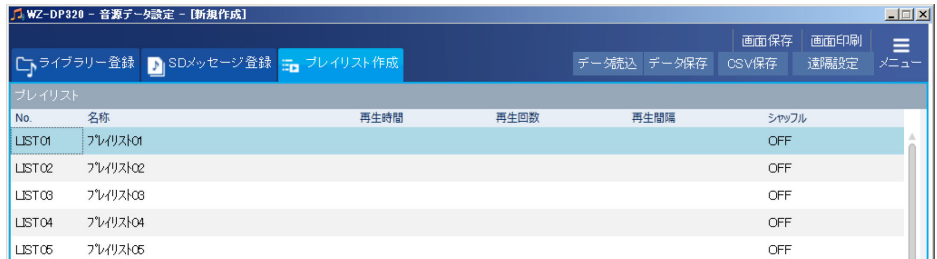 WZ-DP320 - 音源データ設定 - [新規作成]
画面保存 画面印刷
ライブラリー登録 SDメッセージ登録 プレイリスト作成 データ読込 データ保存 CSV保存 遠隔設定 メニュー
プレイリスト
No. 名称 再生時間 再生回数 再生間隔 シャッフル
LIST01 プレイリスト01 OFF
LIST02 プレイリスト02 OFF
LIST03 プレイリスト03 OFF
LIST04 プレイリスト04 OFF
LIST05 プレイリスト05 OFF